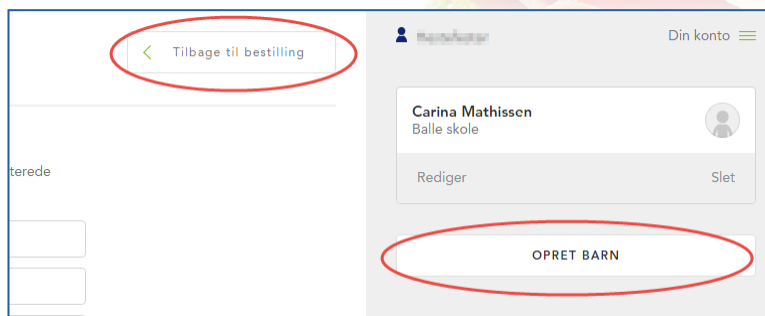 Tilbage til bestilling
terede
Din konto
Carina Mathissen
Balle skole
Rediger Slet
OPRET BARN